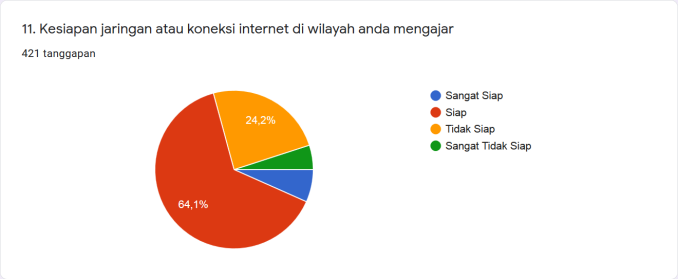 11. Kesiapan jaringan atau koneksi internet di wilayah anda mengajar
421 tanggapan
24,2%
64,1%
Sangat Siap
Siap
Tidak Siap
Sangat Tidak Siap